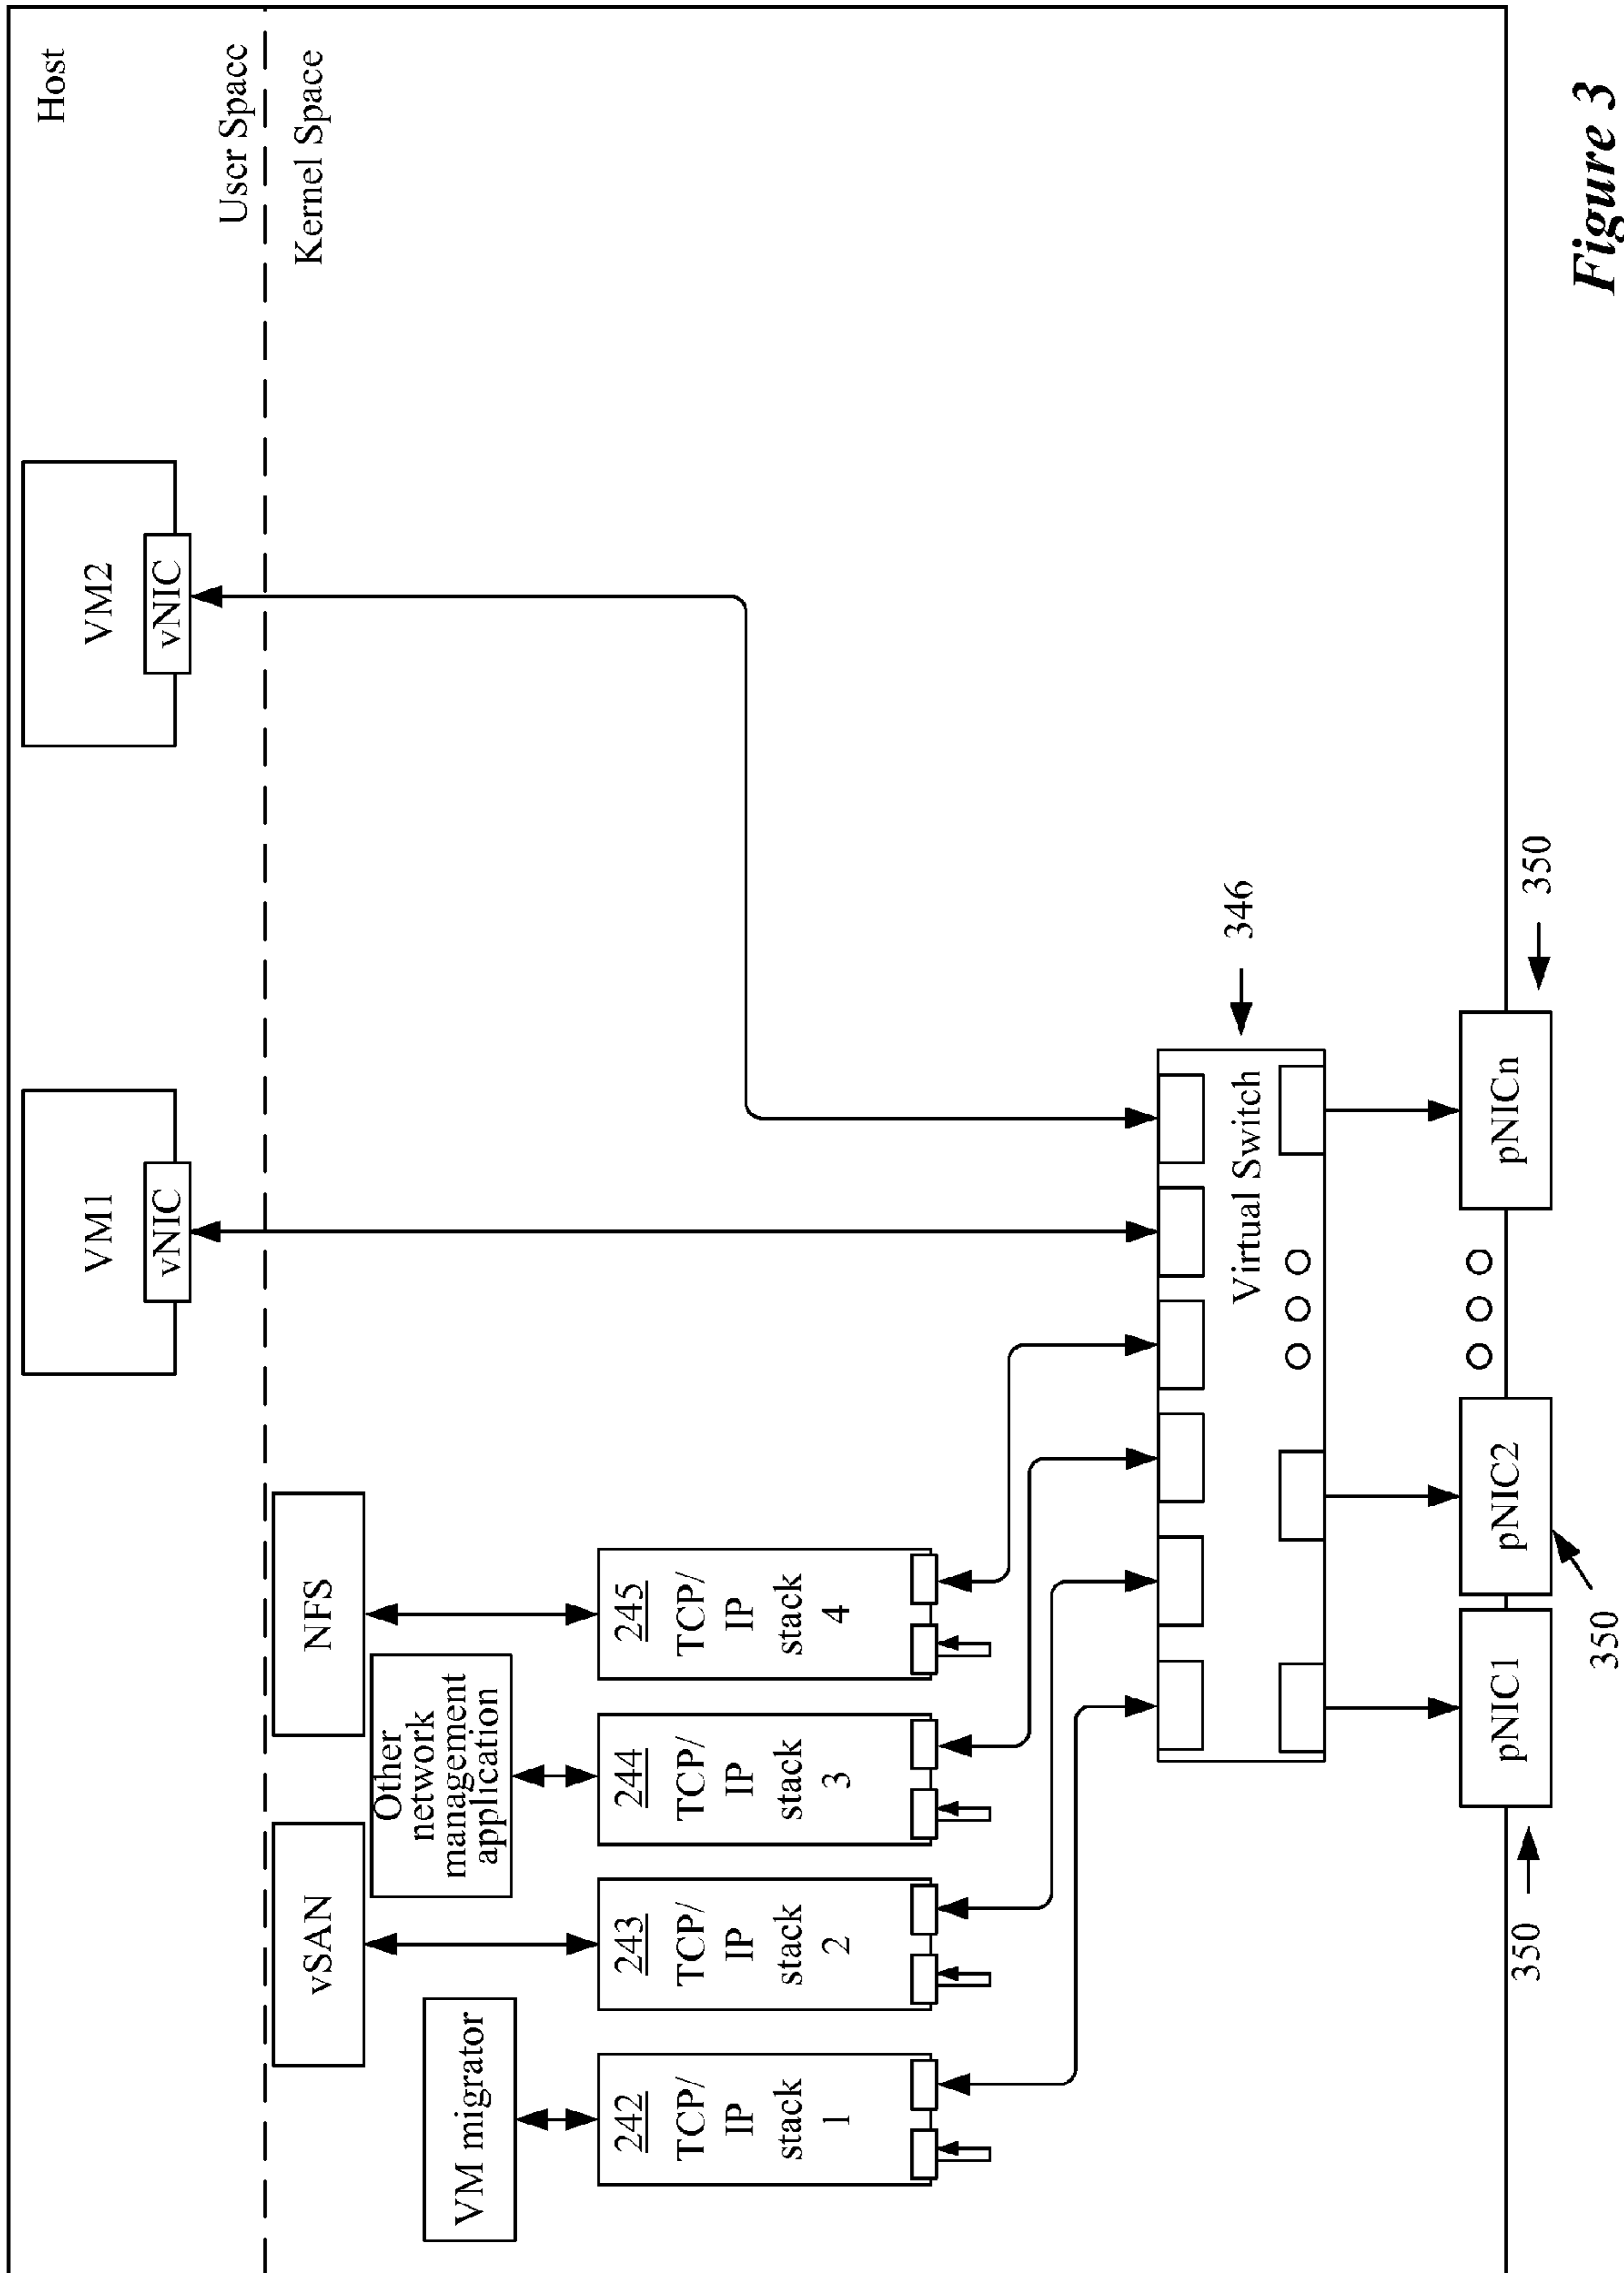 Host
VM1
vNIC
VM2
vNIC
User Space
Kernel Space
vSAN
NFS
VM migrator
Other
network
management
application
242
TCP/
IP
stack
1
243
TCP/
IP
stack
2
244
TCP/
IP
stack
3
245
TCP/
IP
stack
4
Virtual Switch
346
pNIC1
pNIC2
pNICn
350
350
350
Figure 3